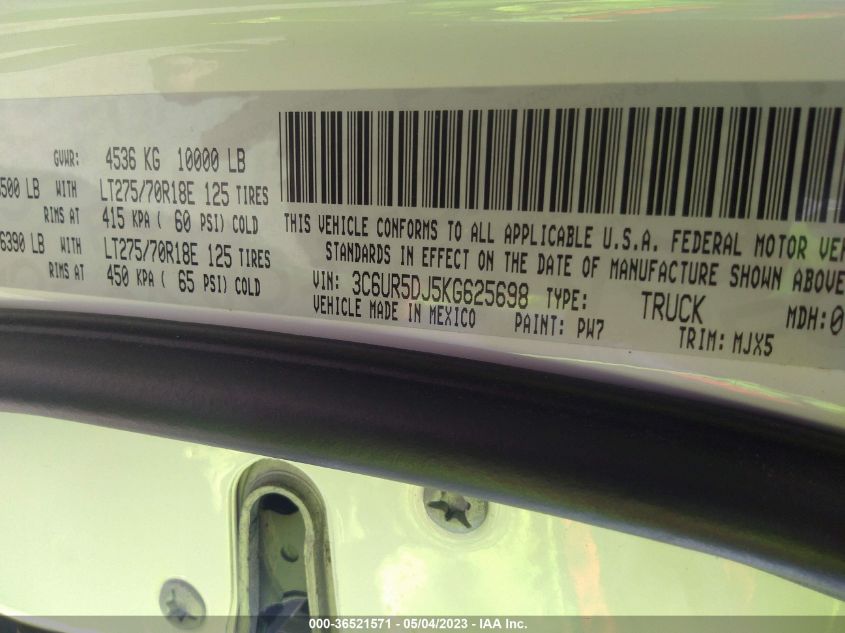 GVWR: 4536 KG 10000 LB
500 LB WITH LT275/70R18E 125 TIRES
RIMS AT 415 KPA ( 60 PSI) COLD
6390 LB WITH LT275/70R18E 125 TIRES
RIMS AT 450 KPA ( 65 PSI) COLD
THIS VEHICLE CONFORMS TO ALL APPLICABLE U.S.A. FEDERAL MOTOR VEH
STANDARDS IN EFFECT ON THE DATE OF MANUFACTURE SHOWN ABOVE
VIN: 3C6UR5DJ5KG625698 TYPE: TRUCK MDH:0
VEHICLE MADE IN MEXICO PAINT: PW7 TRIM: MJX5
000-36521571 - 05/04/2023 - IAA Inc.